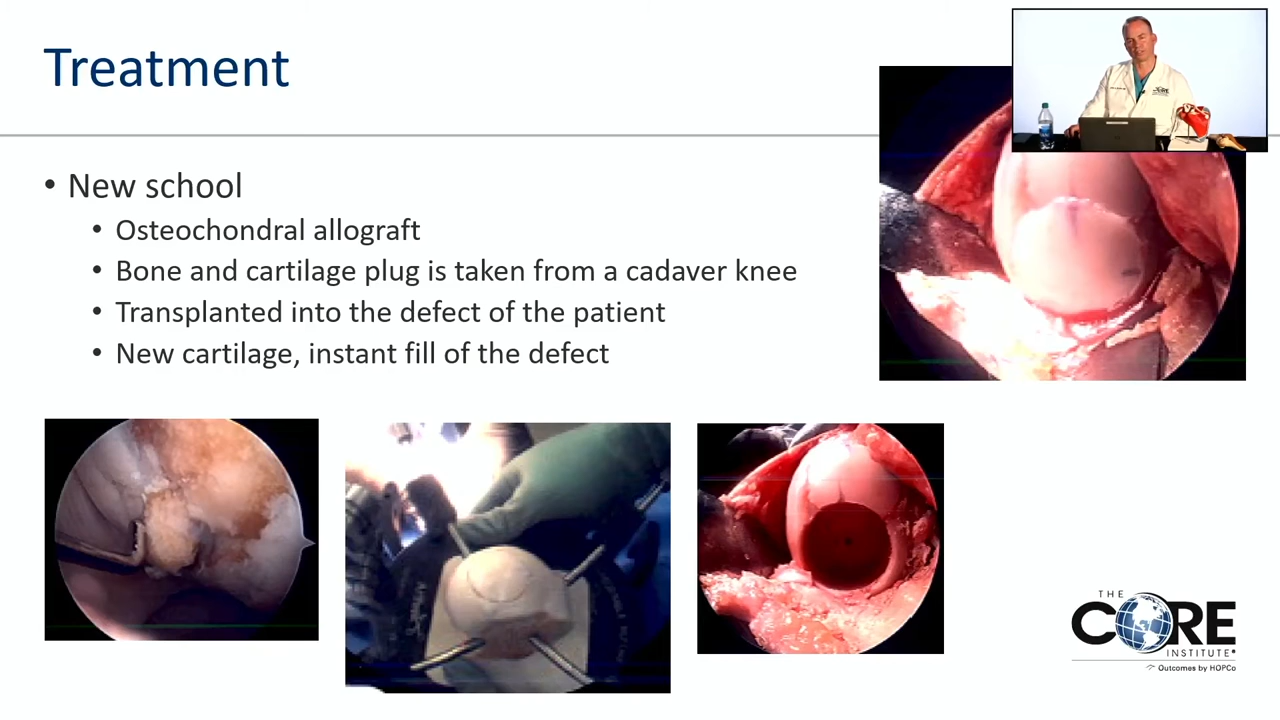 Treatment
• New school
• Osteochondral allograft
• Bone and cartilage plug is taken from a cadaver knee
• Transplanted into the defect of the patient
• New cartilage, instant fill of the defect
THE
CORE
INSTITUTE
Outcomes by HOPCo
CORE